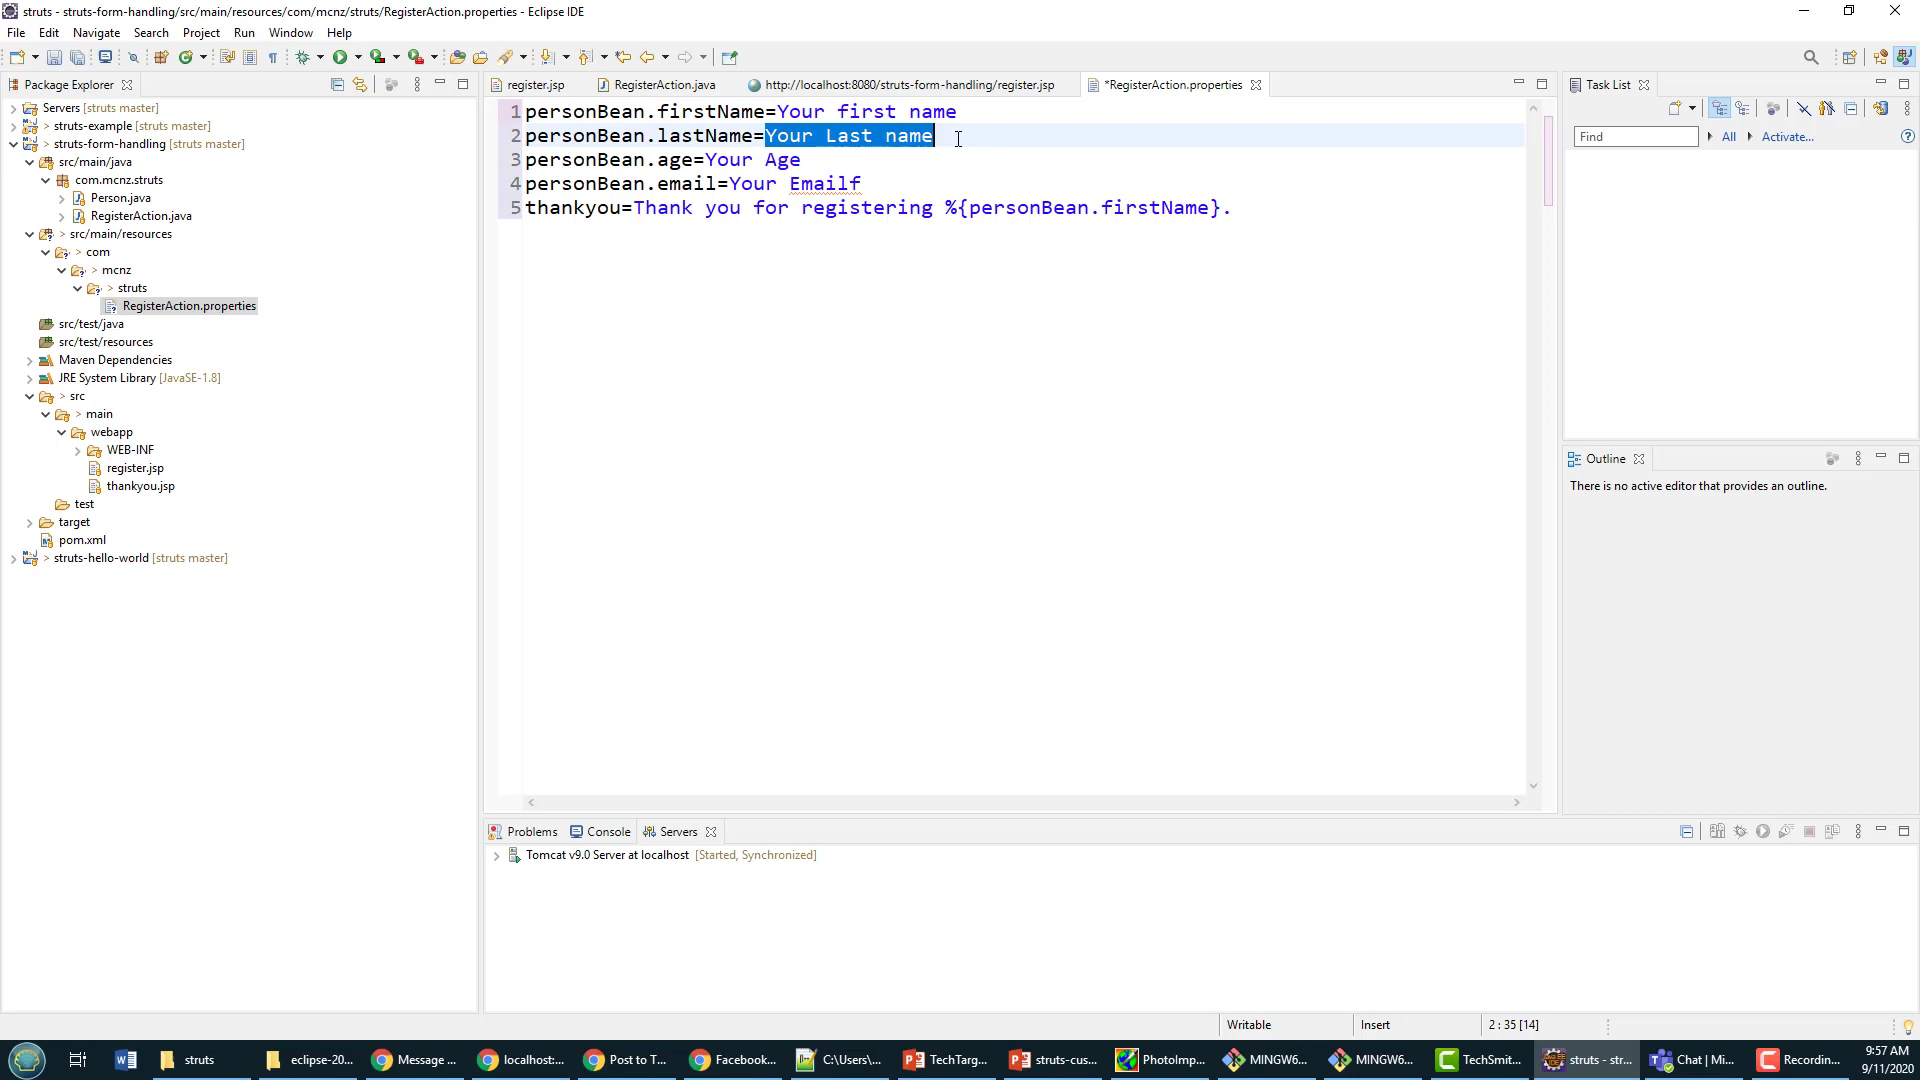 struts - struts-form-handling/src/main/resources/com/mcnz/struts/RegisterAction.properties - Eclipse IDE
File Edit Navigate Search Project Run Window Help
Package Explorer
Servers [struts master]
> struts-example [struts master]
> struts-form-handling [struts master]
> src/main/java
com.mcnz.struts
Person.java
RegisterAction.java
> src/main/resources
> com
> mcnz
> struts
RegisterAction.properties
src/test/java
src/test/resources
Maven Dependencies
JRE System Library [JavaSE-1.8]
> src
> main
webapp
WEB-INF
register.jsp
thankyou.jsp
test
target
pom.xml
> struts-hello-world [struts master]
register.jsp RegisterAction.java http://localhost:8080/struts-form-handling/register.jsp *RegisterAction.properties
1 personBean.firstName=Your first name
2 personBean.lastName=Your Last name
3 personBean.age=Your Age
4 personBean.email=Your Emailf
5 thankyou=Thank you for registering %{personBean.firstName}.
Task List
Find All Activate...
Outline
There is no active editor that provides an outline.
Problems Console Servers
Tomcat v9.0 Server at localhost [Started, Synchronized]
Writable Insert 2 : 35 [14]
struts eclipse-20... Message ... localhost:... Post to T... Facebook... C:\Users\... TechTarg... struts-cus... PhotoImp... MINGW6... MINGW6... TechSmit... struts - str... Chat | Mi... Recordin...
9:57 AM
9/11/2020